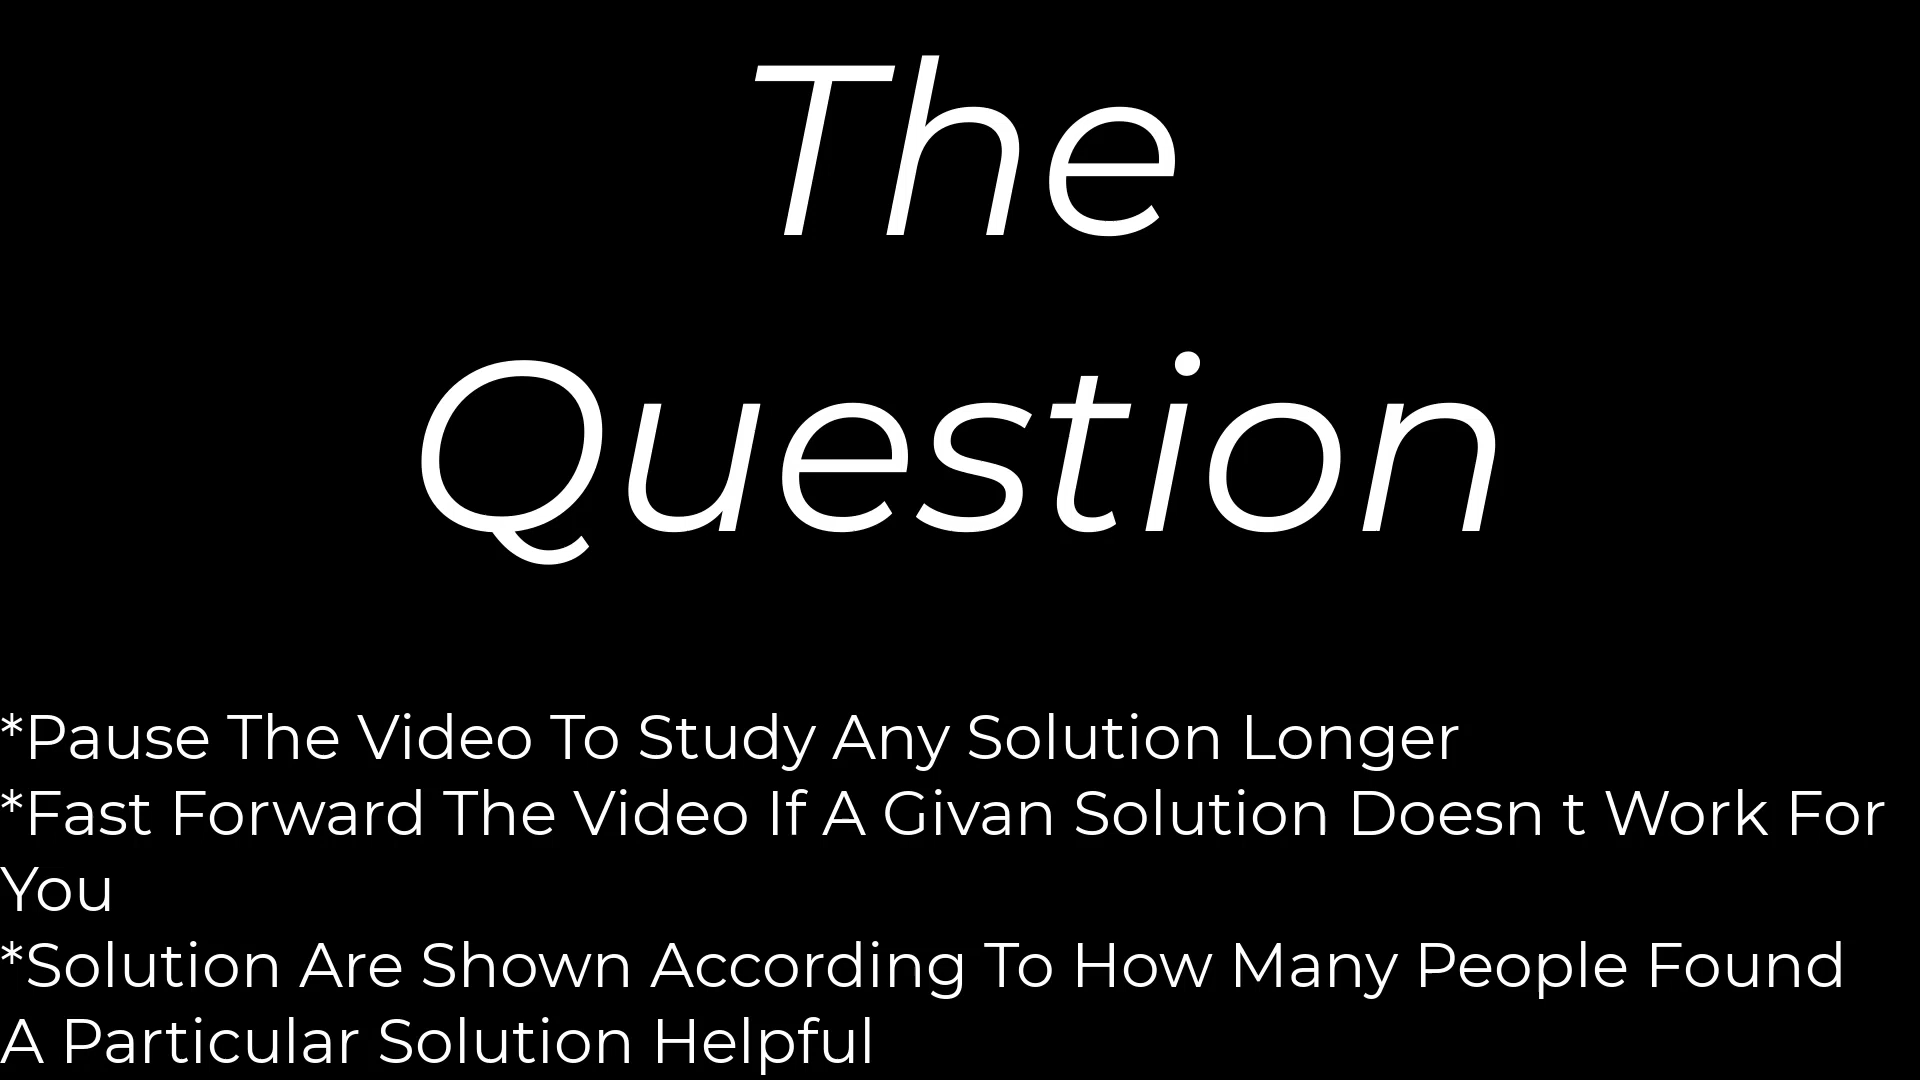 The
Question
*Pause The Video To Study Any Solution Longer
*Fast Forward The Video If A Givan Solution Doesn t Work For
You
*Solution Are Shown According To How Many People Found
A Particular Solution Helpful